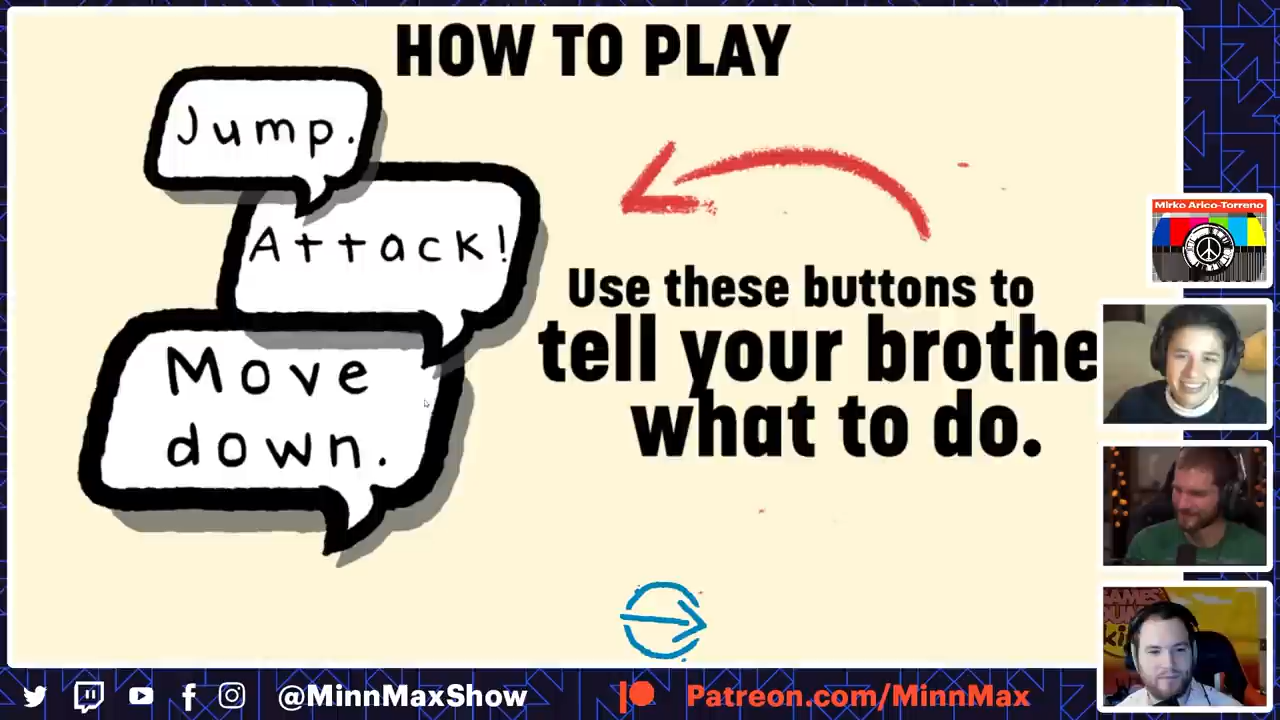 HOW TO PLAY
Jump.
Attack!
Move
down.
Use these buttons to
tell your brothe
what to do.
Mirko Arico-Torreno
@MinnMaxShow
Patreon.com/MinnMax